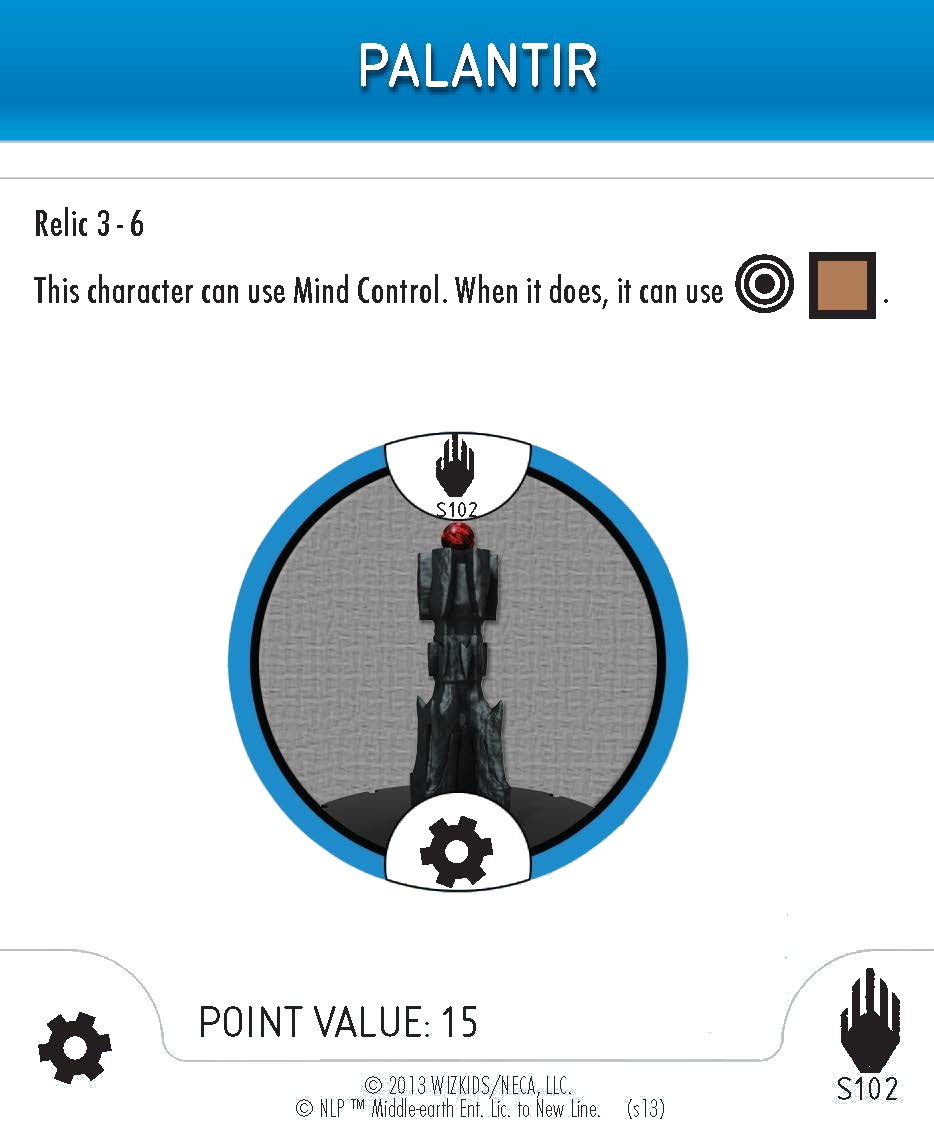 PALANTIR
Relic 3 - 6
This character can use Mind Control. When it does, it can use .
S102
POINT VALUE: 15
© 2013 WIZKIDS/NECA, LLC.
© NLP ™ Middle-earth Ent. Lic. to New Line. (s13)
S102